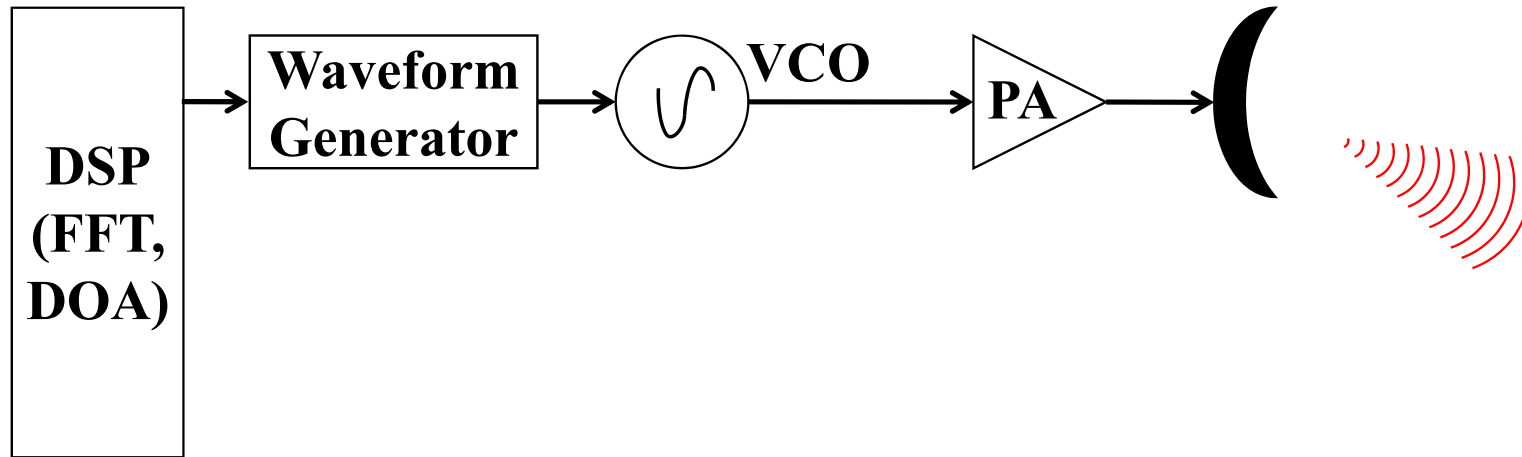 DSP
(FFT,
DOA)
Waveform
Generator
VCO
PA